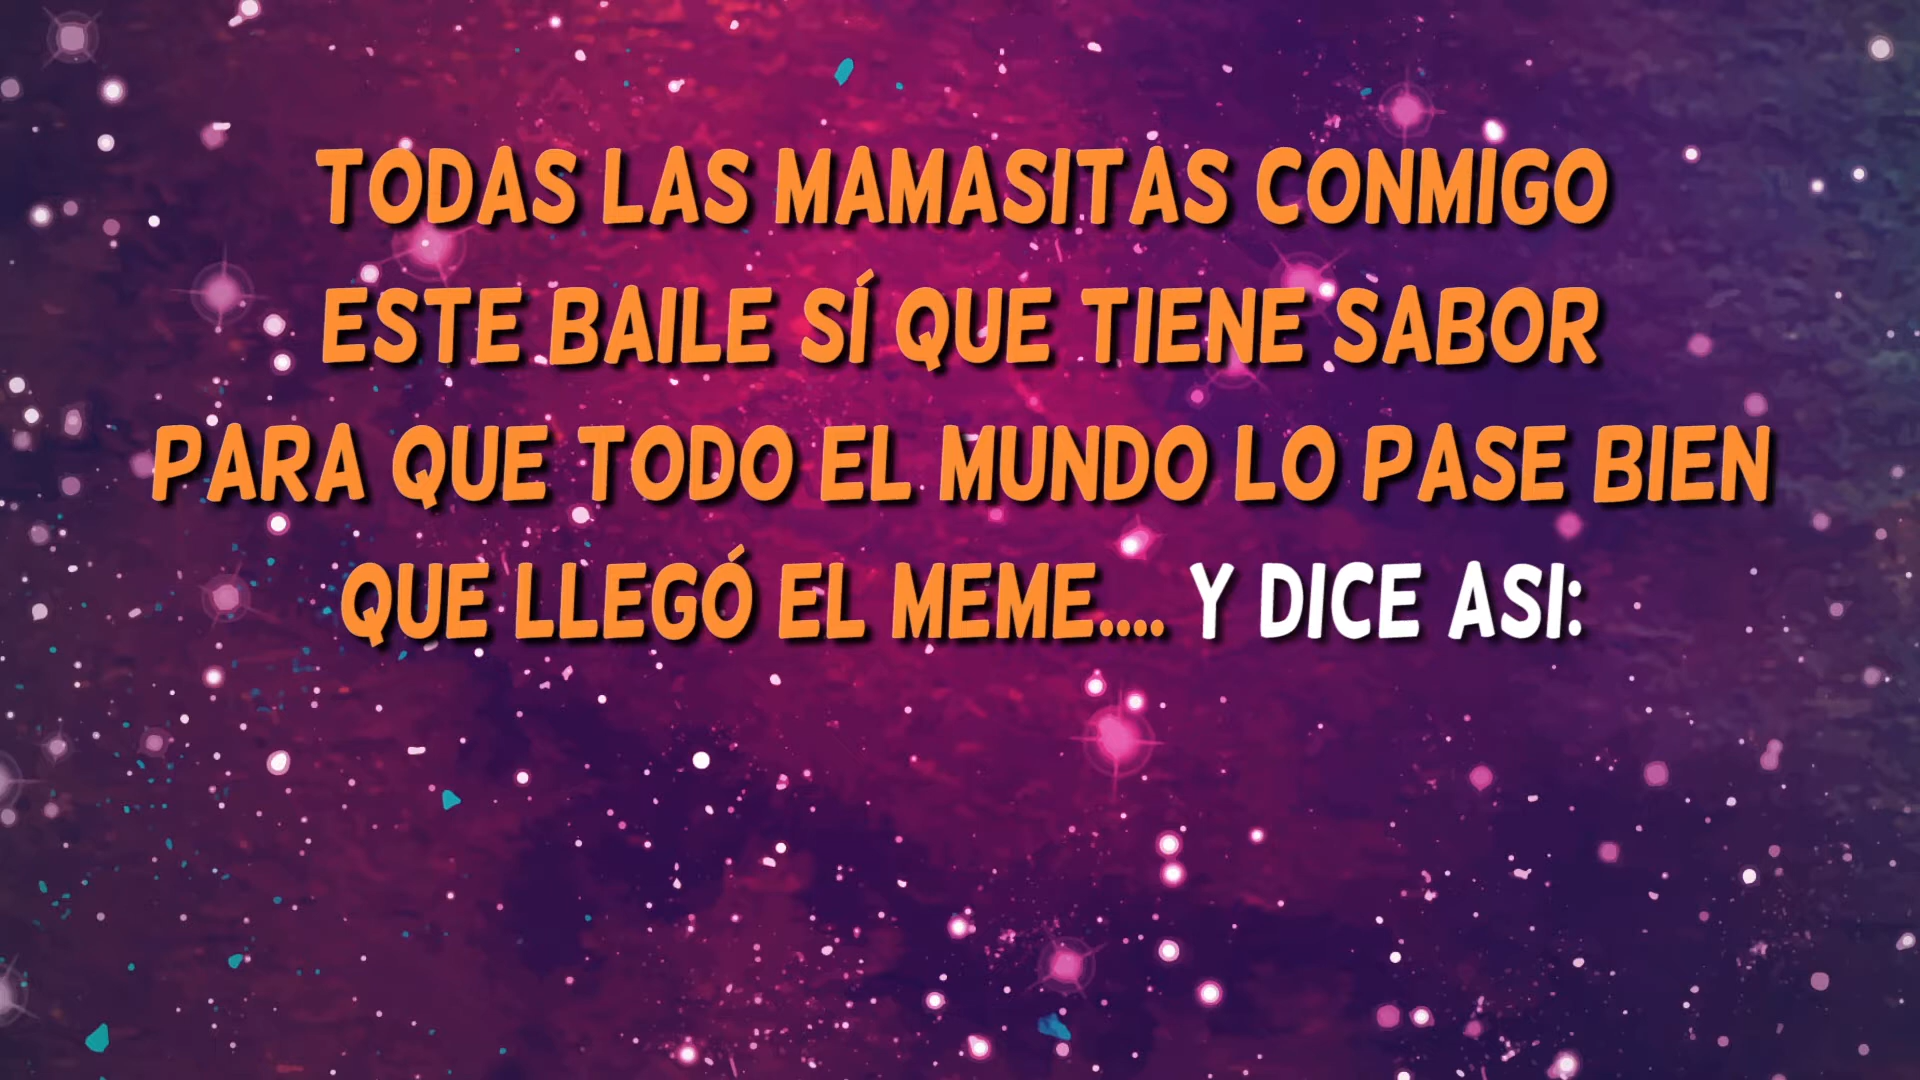 TODAS LAS MAMASITAS CONMIGO
ESTE BAILE SÍ QUE TIENE SABOR
PARA QUE TODO EL MUNDO LO PASE BIEN
QUE LLEGÓ EL MEME.... Y DICE ASI: